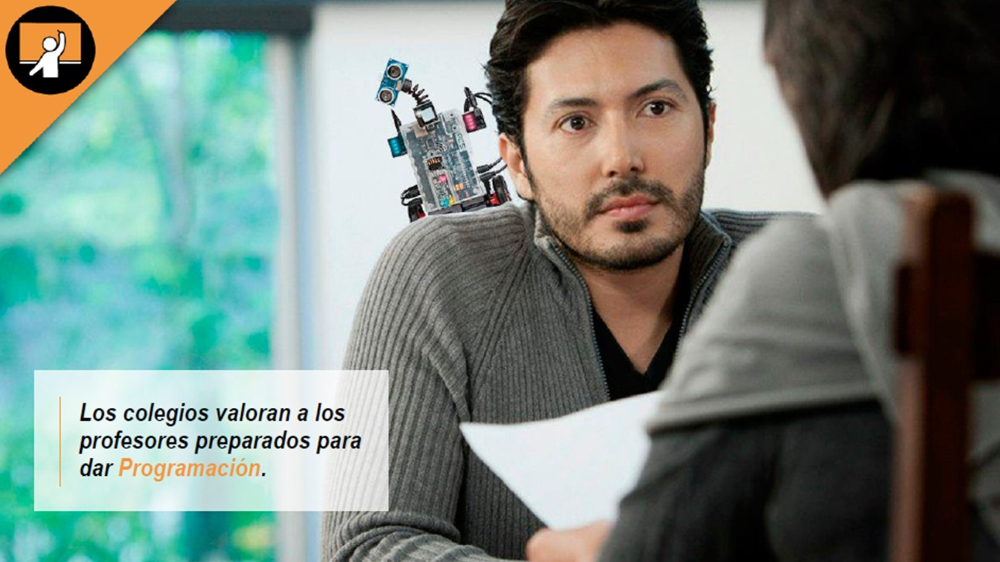 Los colegios valoran a los
profesores preparados para
dar Programación.